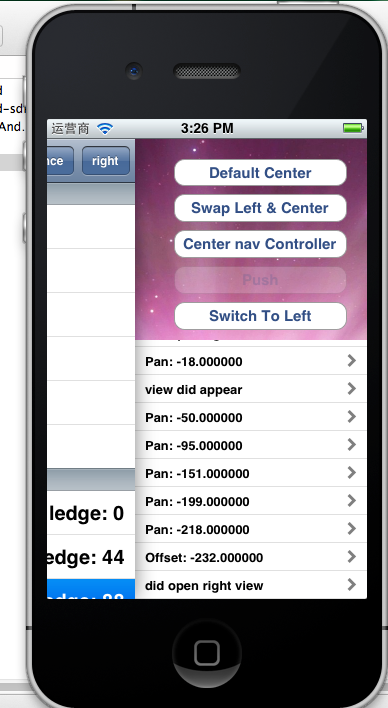 d
d-sd
And.
运营商 3:26 PM
nce right
Default Center
Swap Left & Center
Center nav Controller
Push
Switch To Left
Pan: -18.000000
view did appear
Pan: -50.000000
Pan: -95.000000
Pan: -151.000000
Pan: -199.000000
Pan: -218.000000
Offset: -232.000000
did open right view
ledge: 0
edge: 44
edge: 88